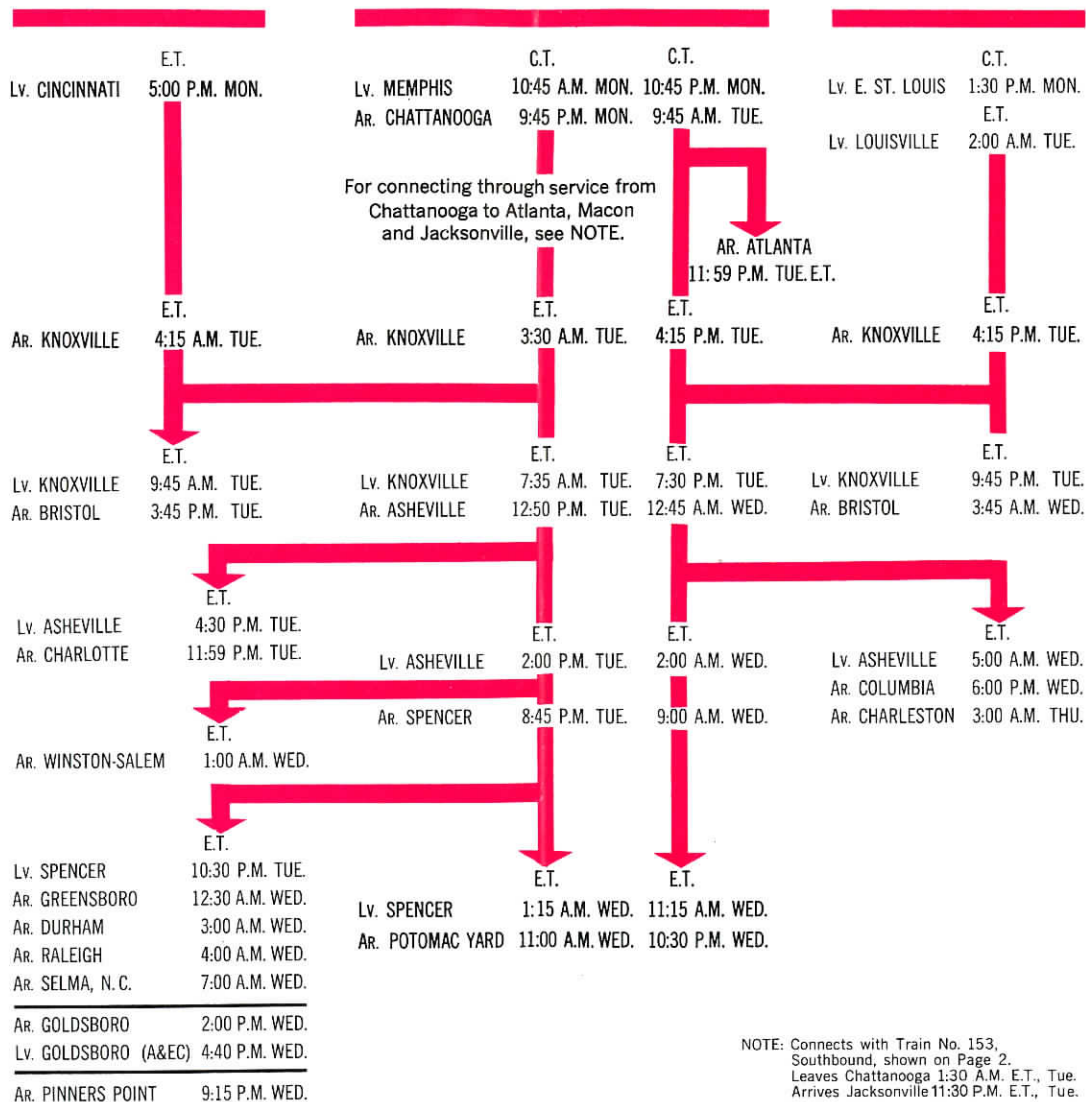 E.T.
Lv. CINCINNATI 5:00 P.M. MON.
C.T. C.T.
Lv. MEMPHIS 10:45 A.M. MON. 10:45 P.M. MON.
AR. CHATTANOOGA 9:45 P.M. MON. 9:45 A.M. TUE.
C.T.
Lv. E. ST. LOUIS 1:30 P.M. MON.
E.T.
Lv. LOUISVILLE 2:00 A.M. TUE.
For connecting through service from
Chattanooga to Atlanta, Macon
and Jacksonville, see NOTE.
AR. ATLANTA
11:59 P.M. TUE. E.T.
E.T.
AR. KNOXVILLE 4:15 A.M. TUE.
E.T. E.T.
AR. KNOXVILLE 3:30 A.M. TUE. 4:15 P.M. TUE.
E.T.
AR. KNOXVILLE 4:15 P.M. TUE.
E.T.
Lv. KNOXVILLE 9:45 A.M. TUE.
AR. BRISTOL 3:45 P.M. TUE.
E.T. E.T.
Lv. KNOXVILLE 7:35 A.M. TUE. 7:30 P.M. TUE.
AR. ASHEVILLE 12:50 P.M. TUE. 12:45 A.M. WED.
E.T.
Lv. KNOXVILLE 9:45 P.M. TUE.
AR. BRISTOL 3:45 A.M. WED.
E.T.
Lv. ASHEVILLE 4:30 P.M. TUE.
AR. CHARLOTTE 11:59 P.M. TUE.
E.T. E.T.
Lv. ASHEVILLE 2:00 P.M. TUE. 2:00 A.M. WED.
AR. SPENCER 8:45 P.M. TUE. 9:00 A.M. WED.
E.T.
Lv. ASHEVILLE 5:00 A.M. WED.
AR. COLUMBIA 6:00 P.M. WED.
AR. CHARLESTON 3:00 A.M. THU.
E.T.
AR. WINSTON-SALEM 1:00 A.M. WED.
E.T.
Lv. SPENCER 10:30 P.M. TUE.
AR. GREENSBORO 12:30 A.M. WED.
AR. DURHAM 3:00 A.M. WED.
AR. RALEIGH 4:00 A.M. WED.
AR. SELMA, N.C. 7:00 A.M. WED.
AR. GOLDSBORO 2:00 P.M. WED.
Lv. GOLDSBORO (A&EC) 4:40 P.M. WED.
AR. PINNERS POINT 9:15 P.M. WED.
E.T. E.T.
Lv. SPENCER 1:15 A.M. WED. 11:15 A.M. WED.
AR. POTOMAC YARD 11:00 A.M. WED. 10:30 P.M. WED.
NOTE: Connects with Train No. 153,
Southbound, shown on Page 2.
Leaves Chattanooga 1:30 A.M. E.T., Tue.
Arrives Jacksonville 11:30 P.M. E.T., Tue.